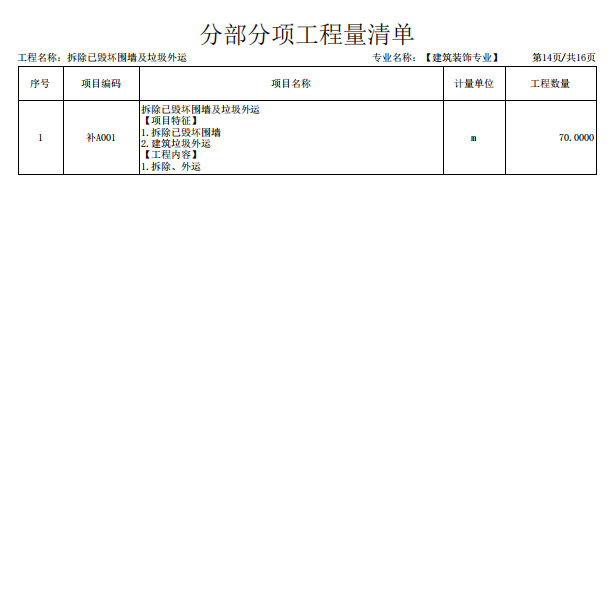 分部分项工程量清单
工程名称：拆除已毁坏围墙及垃圾外运 专业名称：【建筑装饰专业】 第14页/共16页
序号 项目编码 项目名称 计量单位 工程数量
拆除已毁坏围墙及垃圾外运
【项目特征】
1.拆除已毁坏围墙
1 补A001 m 70.0000
2.建筑垃圾外运
【工程内容】
1.拆除、外运